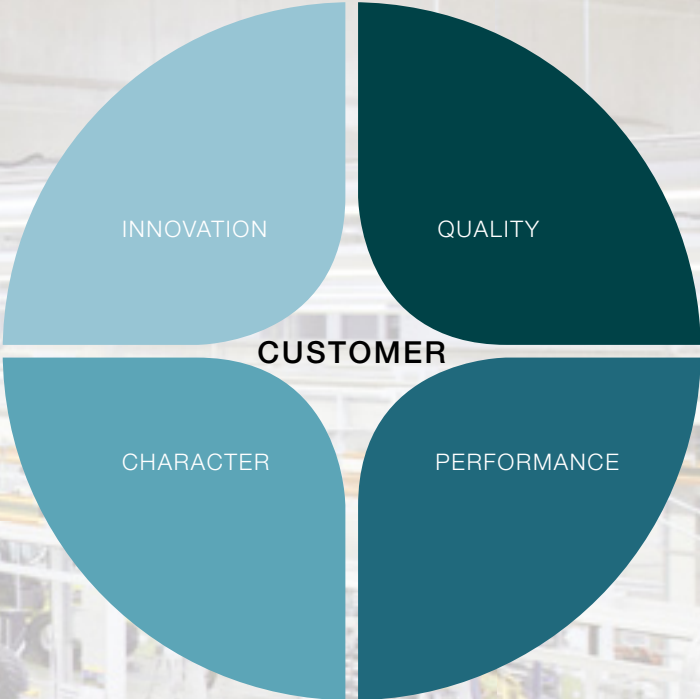 INNOVATION
QUALITY
CUSTOMER
CHARACTER
PERFORMANCE